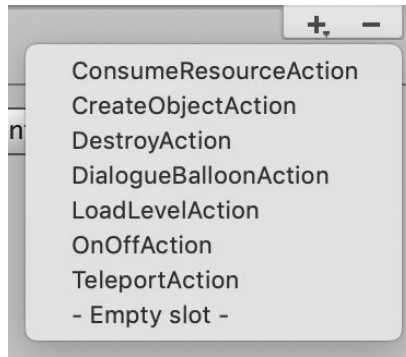 ConsumeResourceAction
CreateObjectAction
DestroyAction
DialogueBalloonAction
LoadLevelAction
OnOffAction
TeleportAction
- Empty slot -